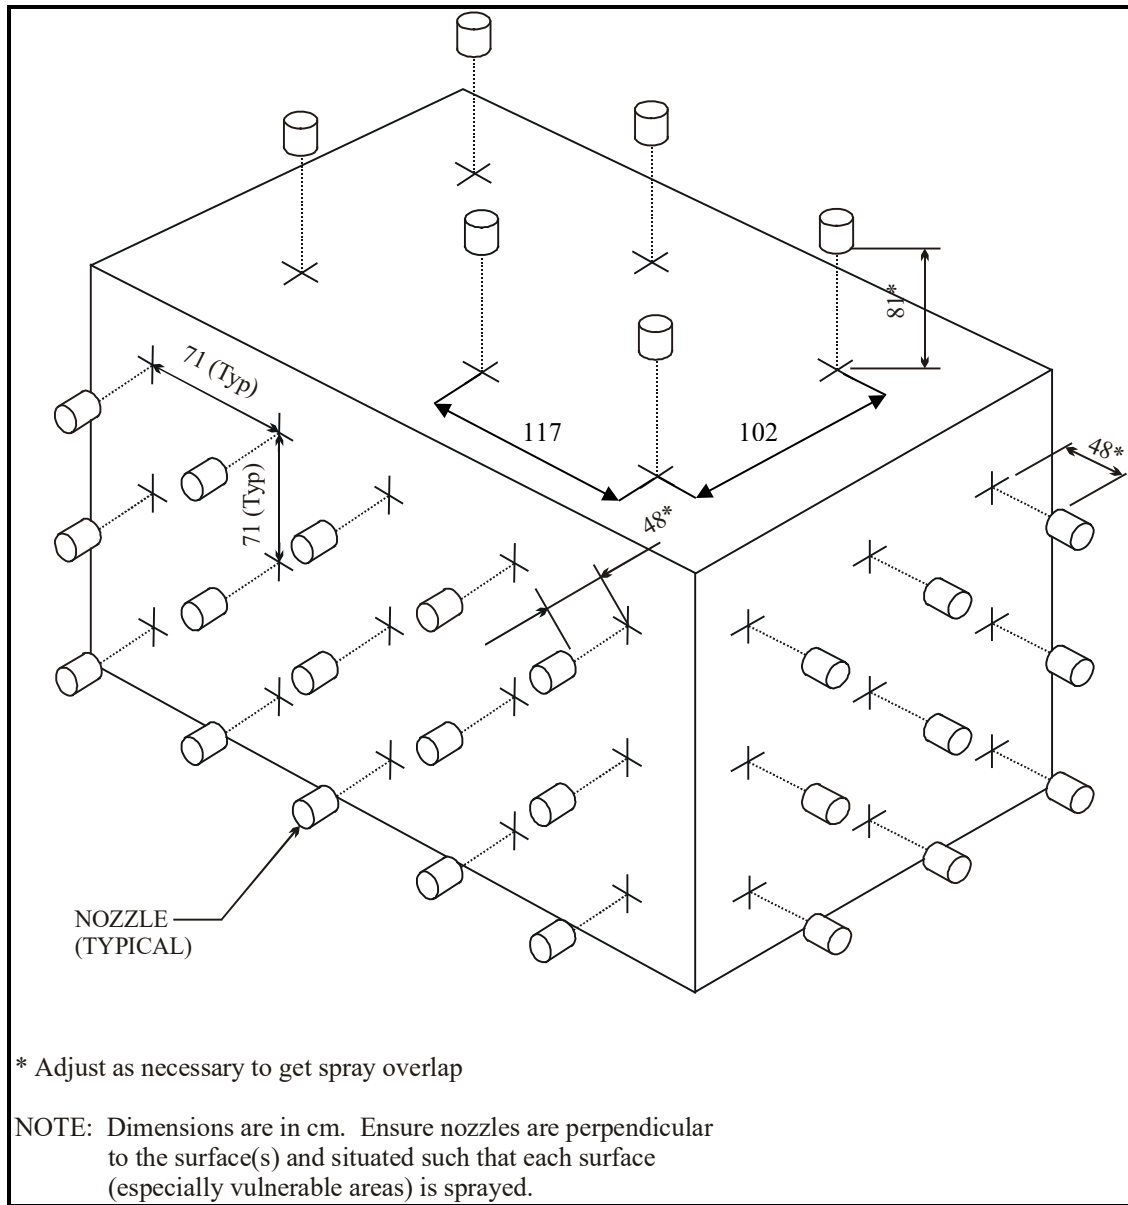 71 (Typ)
71 (Typ)
117
102
81*
48*
48*
NOZZLE
(TYPICAL)
* Adjust as necessary to get spray overlap
NOTE: Dimensions are in cm. Ensure nozzles are perpendicular
to the surface(s) and situated such that each surface
(especially vulnerable areas) is sprayed.